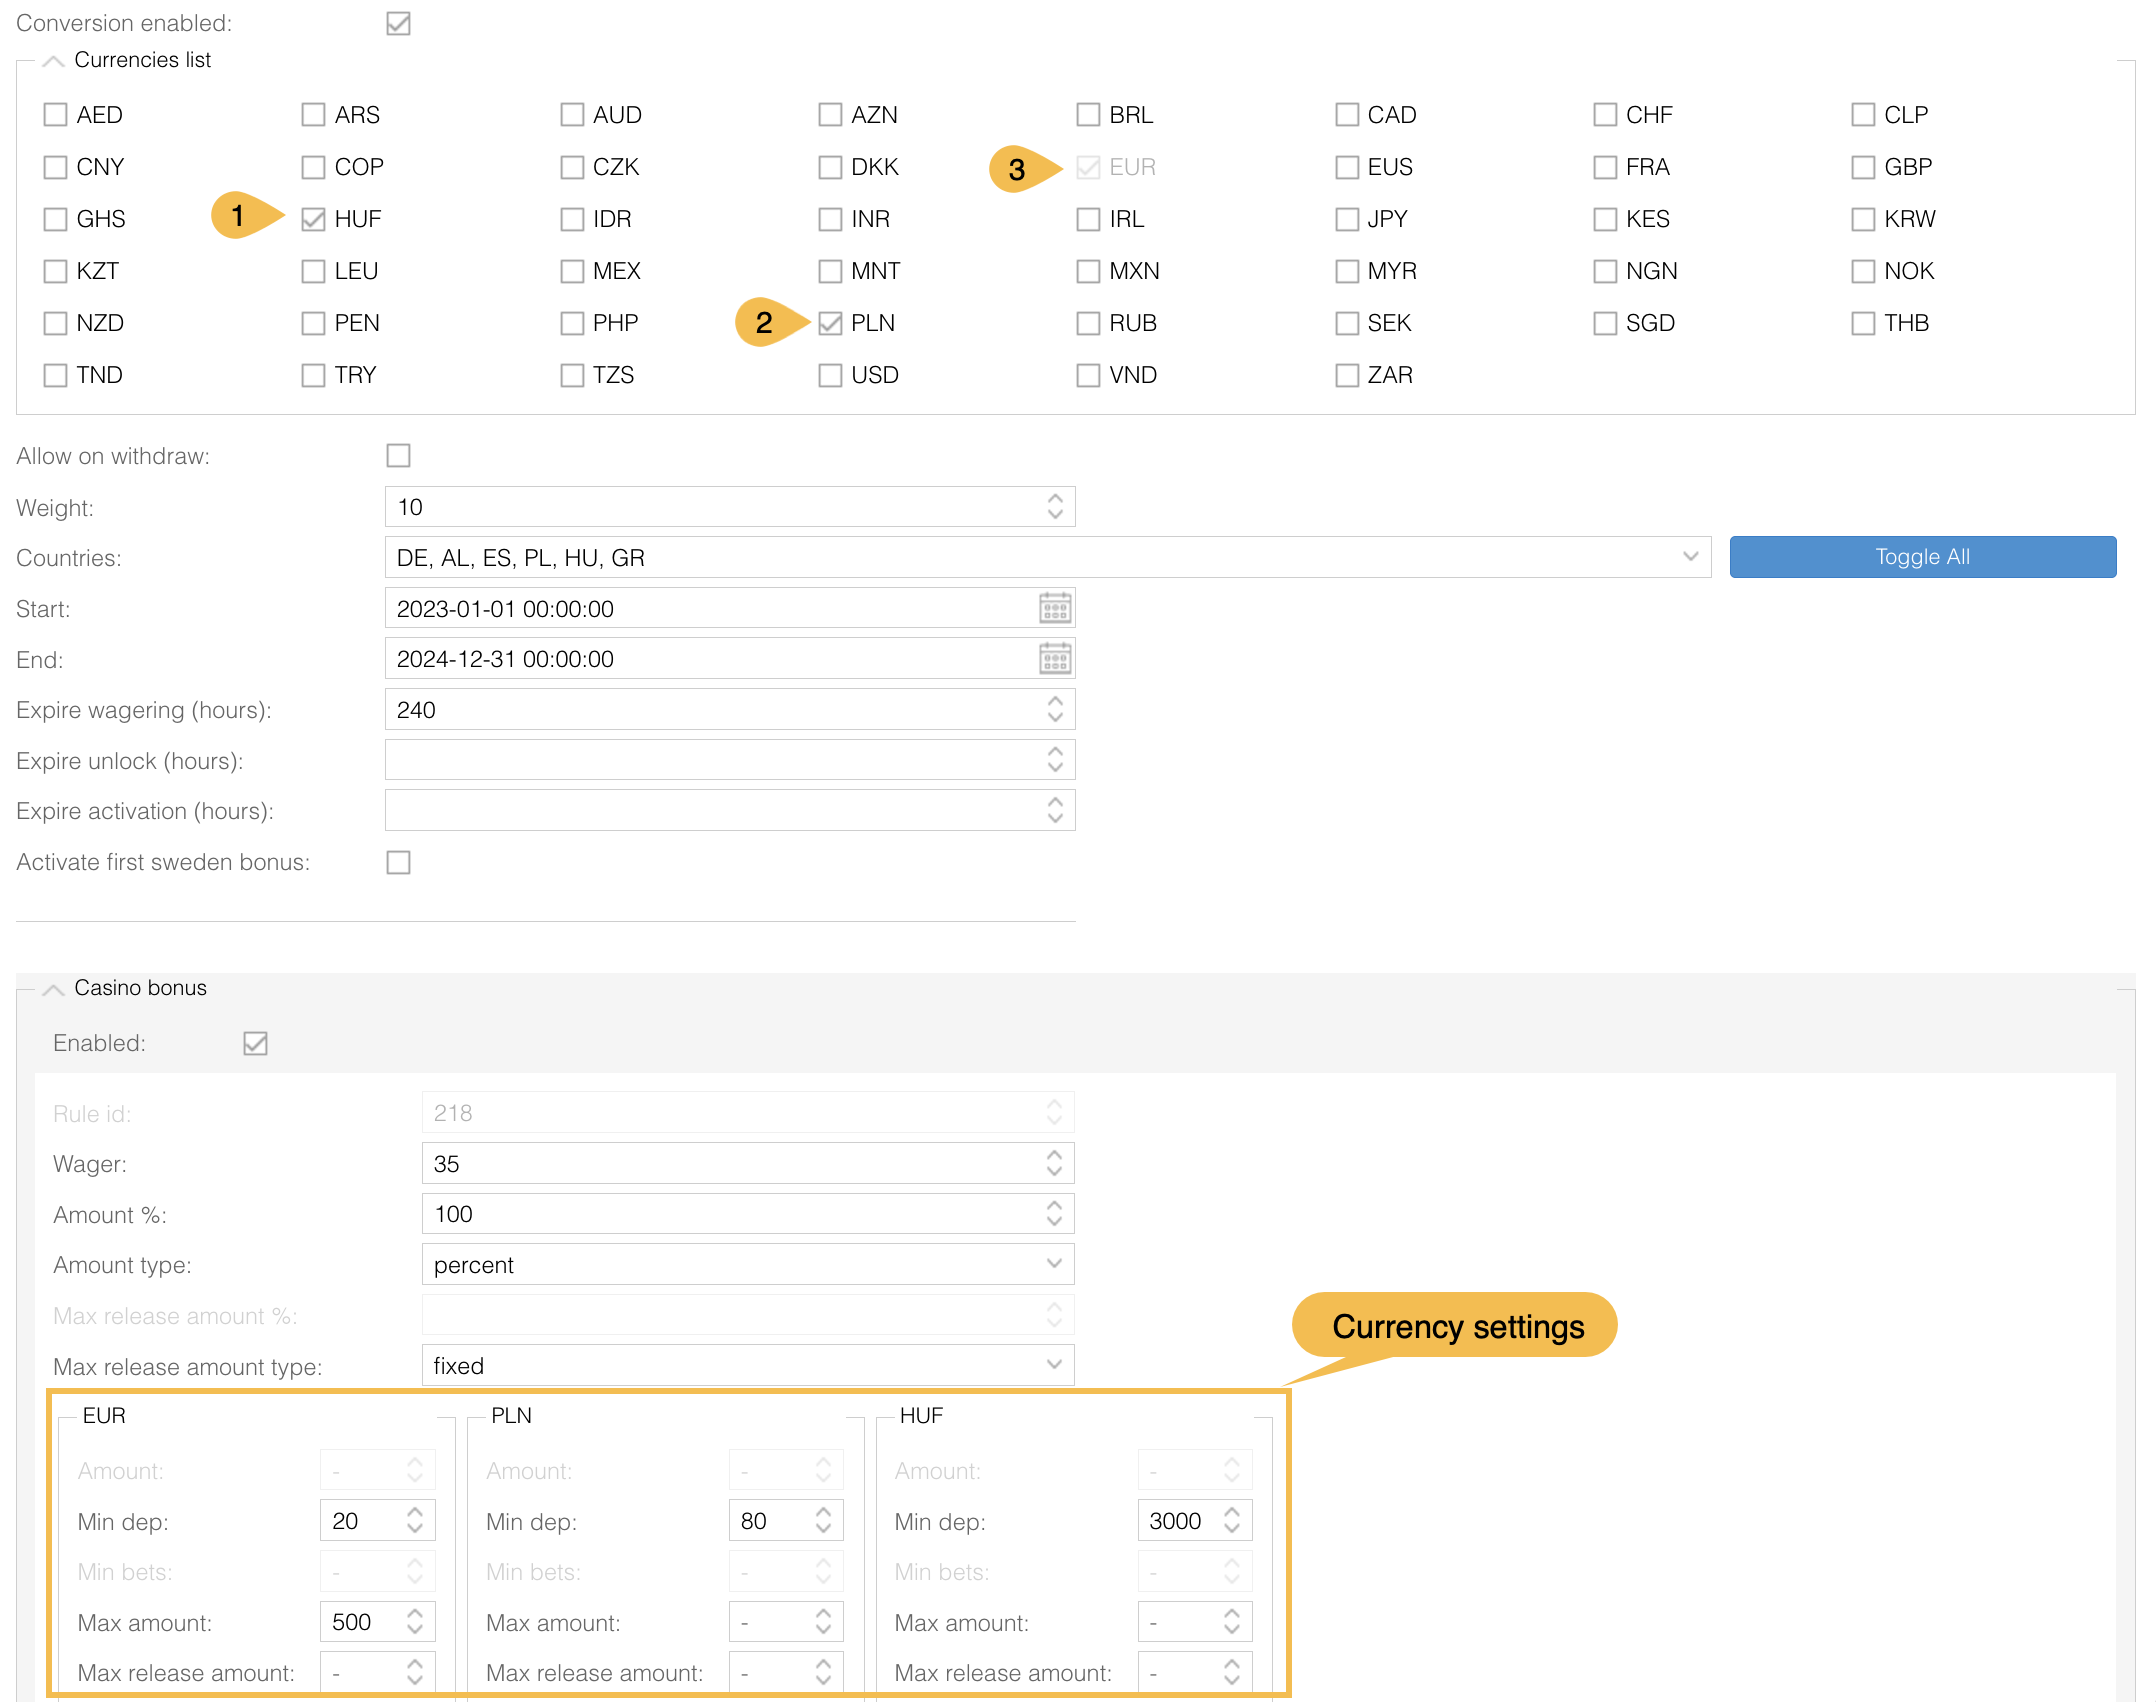 Conversion enabled:
Currencies list
AED ARS AUD AZN BRL CAD CHF CLP
CNY COP CZK DKK 3 EUR EUS FRA GBP
GHS 1 HUF IDR INR IRL JPY KES KRW
KZT LEU MEX MNT MXN MYR NGN NOK
NZD PEN PHP 2 PLN RUB SEK SGD THB
TND TRY TZS USD VND ZAR
Allow on withdraw:
Weight: 10
Countries: DE, AL, ES, PL, HU, GR Toggle All
Start: 2023-01-01 00:00:00
End: 2024-12-31 00:00:00
Expire wagering (hours): 240
Expire unlock (hours):
Expire activation (hours):
Activate first sweden bonus:
Casino bonus
Enabled:
Rule id: 218
Wager: 35
Amount %: 100
Amount type: percent
Max release amount %:
Currency settings
Max release amount type: fixed
EUR PLN HUF
Amount: - Amount: - Amount: -
Min dep: 20 Min dep: 80 Min dep: 3000
Min bets: - Min bets: - Min bets: -
Max amount: 500 Max amount: - Max amount: -
Max release amount: - Max release amount: - Max release amount: -